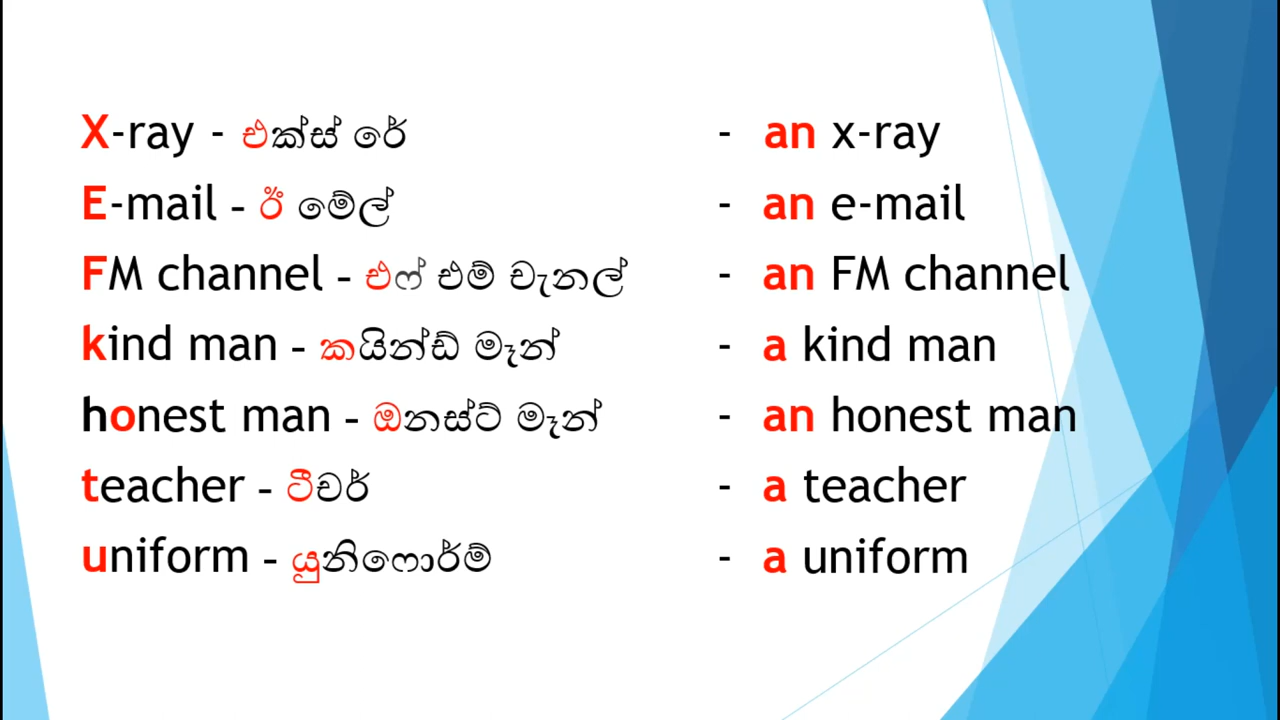 X-ray - එක්ස් රේ - an x-ray
E-mail - ඊ මේල් - an e-mail
FM channel - එෆ් එම් චැනල් - an FM channel
kind man - කයින්ඩ් මෑන් - a kind man
honest man - ඔනස්ට් මෑන් - an honest man
teacher - ටීචර් - a teacher
uniform - යුනිෆොර්ම් - a uniform